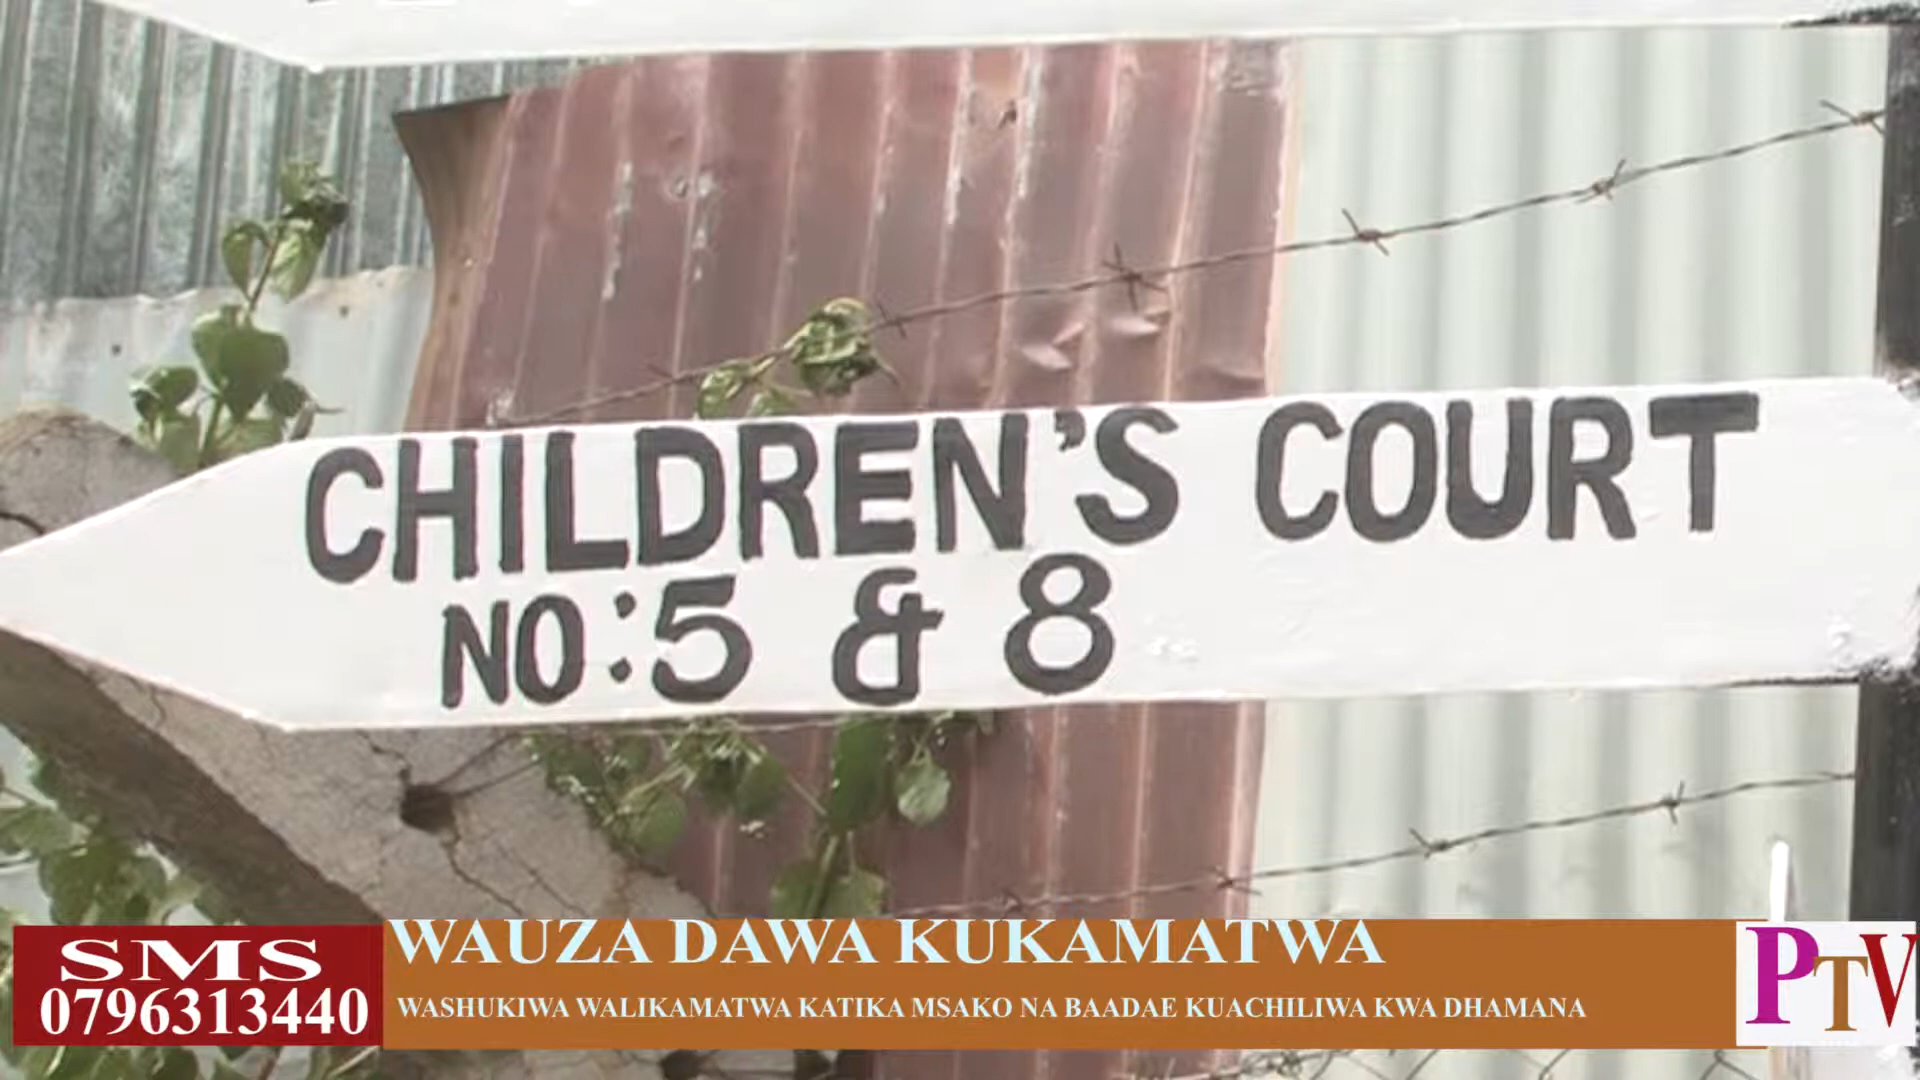 CHILDREN'S COURT
NO:5 & 8
WAUZA DAWA KUKAMATWA
WASHUKIWA WALIKAMATWA KATIKA MSAKO NA BAADAE KUACHILIWA KWA DHAMANA
SMS
0796313440
PTV